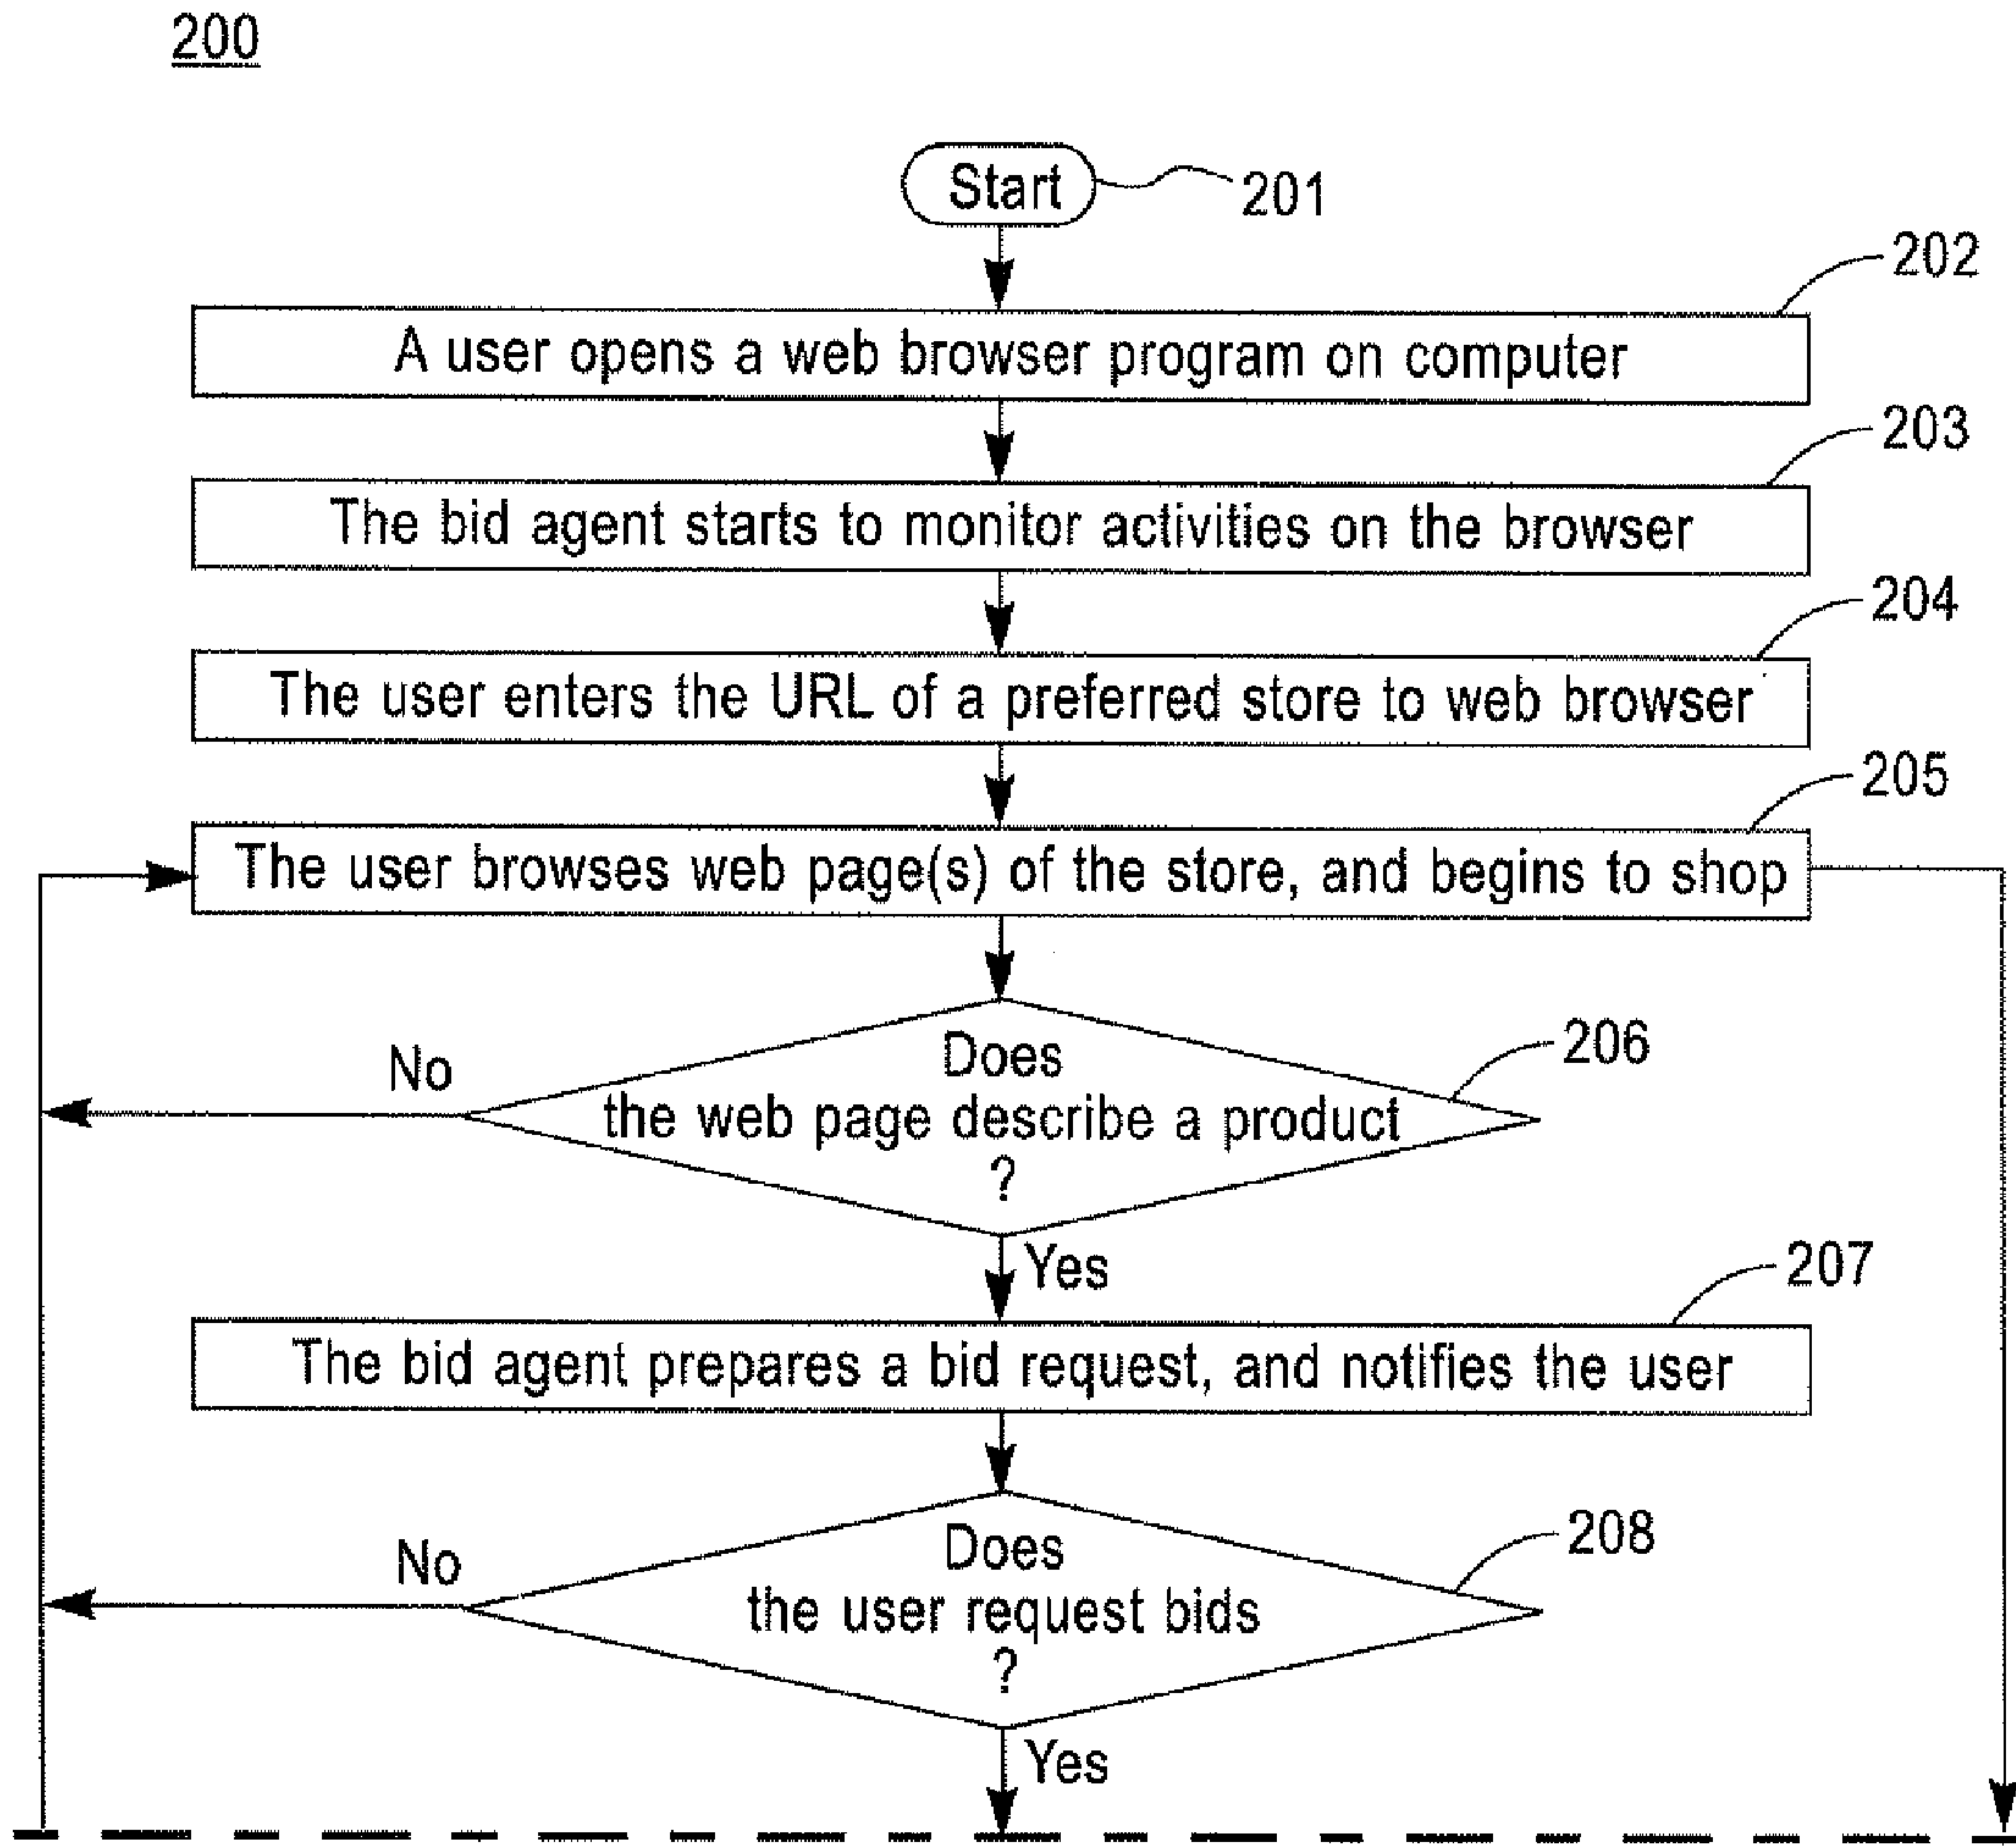 200
Start
201
202
A user opens a web browser program on computer
203
The bid agent starts to monitor activities on the browser
204
The user enters the URL of a preferred store to web browser
205
The user browses web page(s) of the store, and begins to shop
206
No
Does
the web page describe a product
?
Yes
207
The bid agent prepares a bid request, and notifies the user
208
No
Does
the user request bids
?
Yes